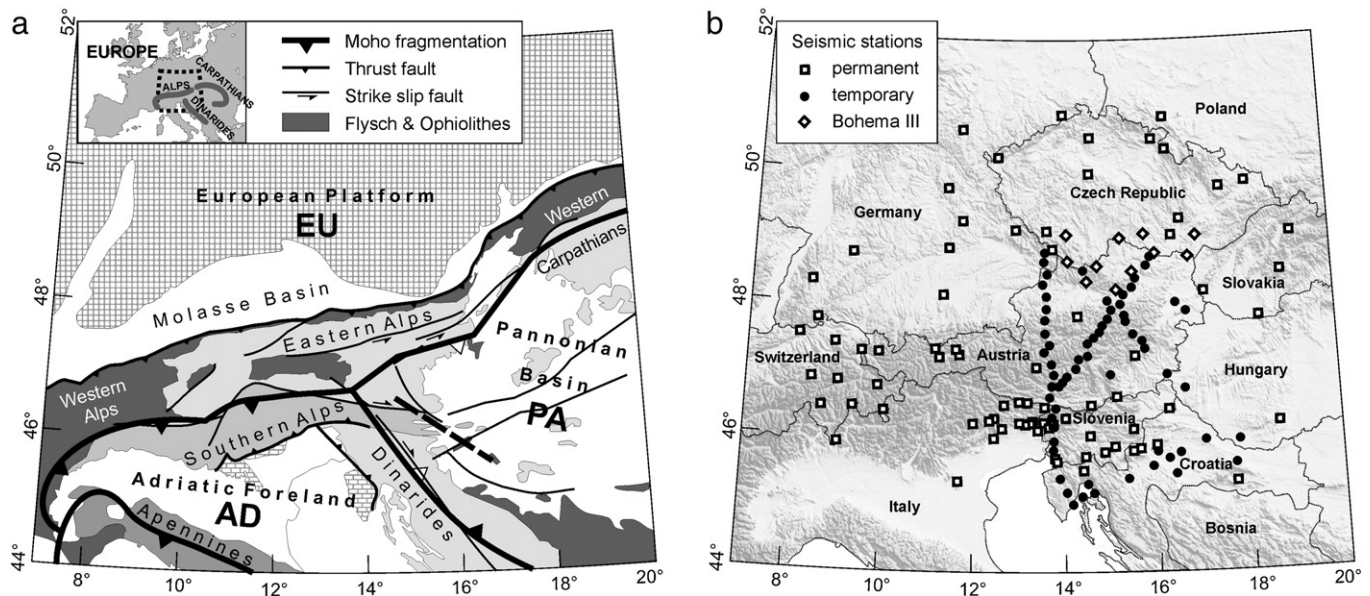 a
52°
50°
48°
46°
44°
8°
10°
12°
14°
16°
18°
20°
EUROPE
CARPATHIANS
ALPS
DINARIDES
Moho fragmentation
Thrust fault
Strike slip fault
Flysch & Ophiolithes
European Platform
EU
Western
Carpathians
Molasse Basin
Eastern Alps
Pannonian
Basin
PA
Western
Alps
Southern Alps
Dinarides
Adriatic Foreland
AD
Apennines
b
52°
50°
48°
46°
44°
8°
10°
12°
14°
16°
18°
20°
Seismic stations
permanent
temporary
Bohema III
Poland
Czech Republic
Germany
Slovakia
Switzerland
Austria
Hungary
Slovenia
Croatia
Italy
Bosnia